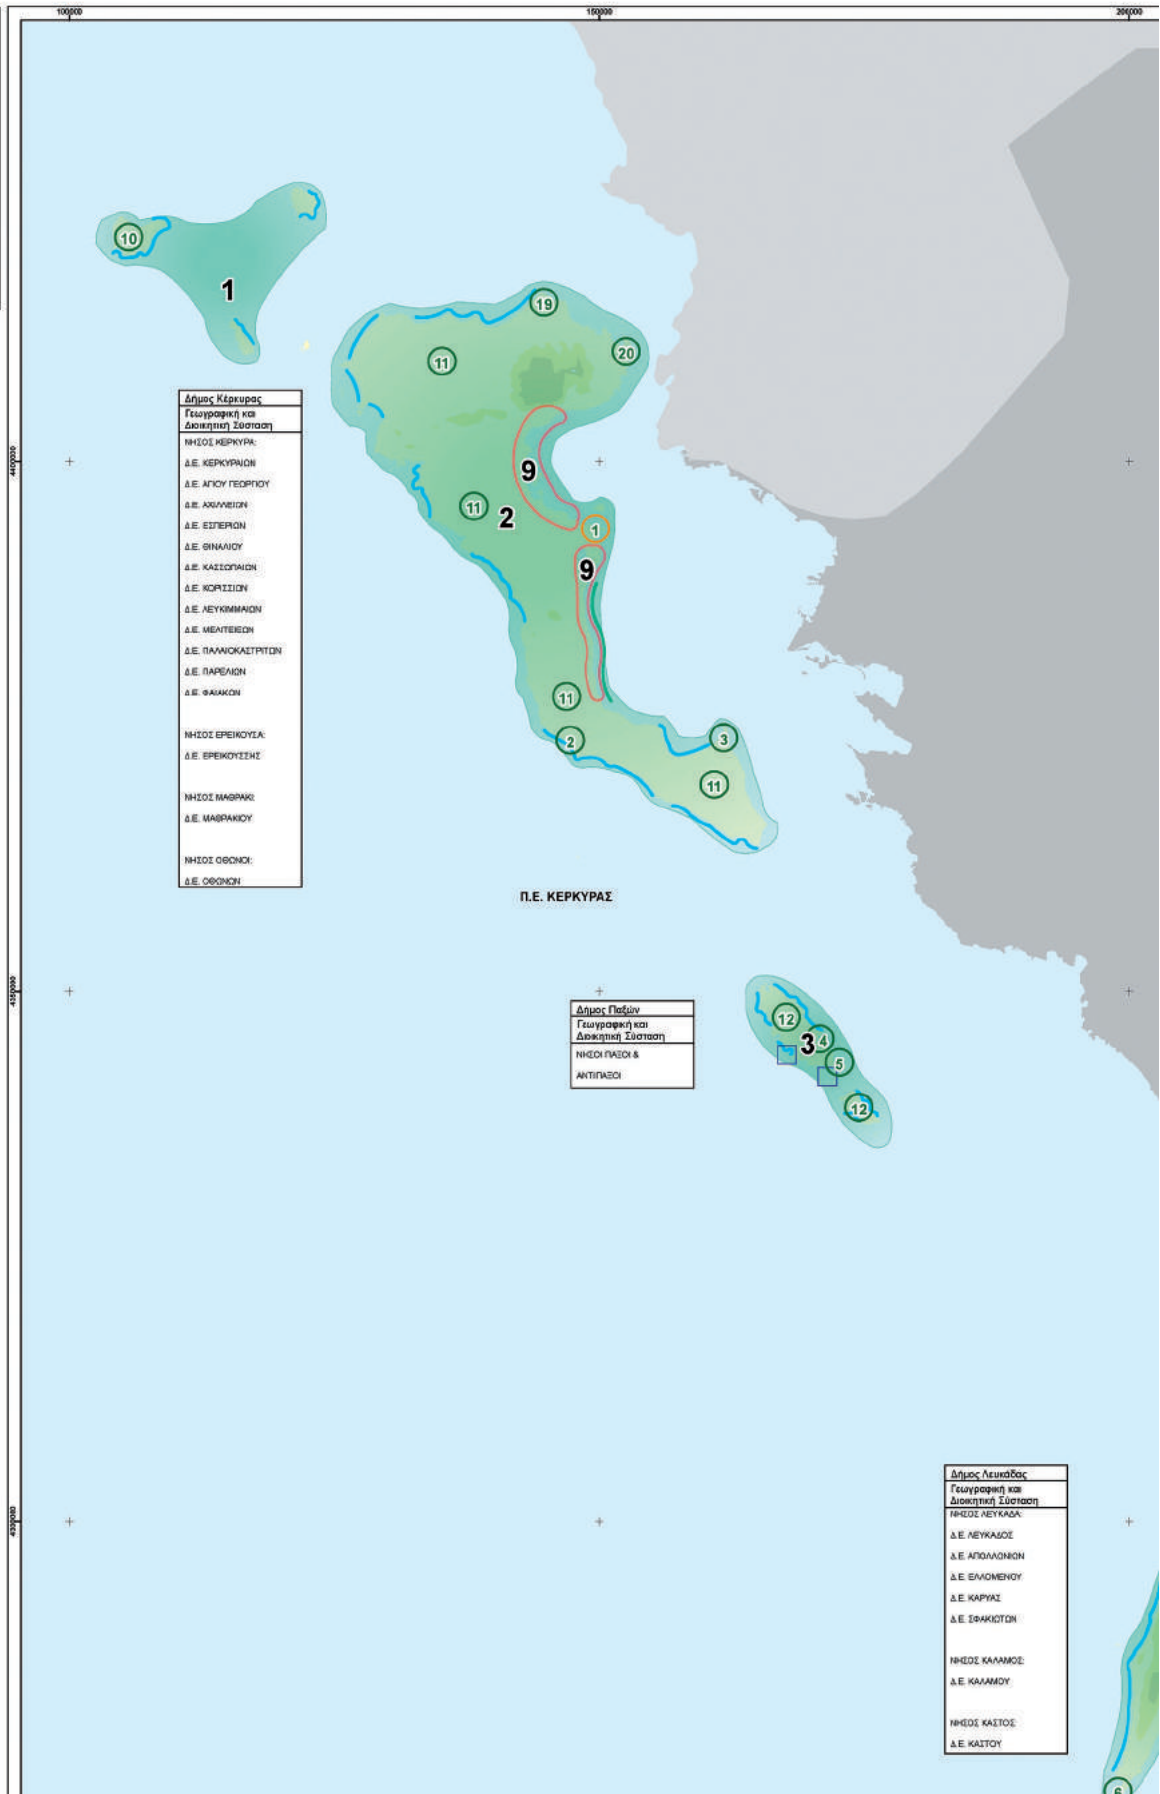 100000
150000
200000
10
1
19
20
11
Δήμος Κέρκυρας
Γεωγραφική και
Διοικητική Σύσταση
ΝΗΣΟΣ ΚΕΡΚΥΡΑ:
Δ.Ε. ΚΕΡΚΥΡΑΙΩΝ
Δ.Ε. ΑΓΙΟΥ ΓΕΩΡΓΙΟΥ
Δ.Ε. ΑΧΙΛΛΕΙΩΝ
Δ.Ε. ΕΣΠΕΡΙΩΝ
Δ.Ε. ΘΙΝΑΛΙΟΥ
Δ.Ε. ΚΑΣΣΩΠΑΙΩΝ
Δ.Ε. ΚΟΡΙΣΣΙΩΝ
Δ.Ε. ΛΕΥΚΙΜΜΑΙΩΝ
Δ.Ε. ΜΕΛΙΤΕΙΕΩΝ
Δ.Ε. ΠΑΛΑΙΟΚΑΣΤΡΙΤΩΝ
Δ.Ε. ΠΑΡΕΛΙΩΝ
Δ.Ε. ΦΑΙΑΚΩΝ
ΝΗΣΟΣ ΕΡΕΙΚΟΥΣΑ:
Δ.Ε. ΕΡΕΙΚΟΥΣΣΗΣ
ΝΗΣΟΣ ΜΑΘΡΑΚΙ:
Δ.Ε. ΜΑΘΡΑΚΙΟΥ
ΝΗΣΟΣ ΟΘΩΝΟΙ:
Δ.Ε. ΟΘΩΝΩΝ
4400000
9
11
2
1
9
11
2
3
11
Π.Ε. ΚΕΡΚΥΡΑΣ
4350000
Δήμος Παξών
Γεωγραφική και
Διοικητική Σύσταση
ΝΗΣΟΙ ΠΑΞΟΙ &
ΑΝΤΙΠΑΞΟΙ
12
3
4
5
12
4300000
Δήμος Λευκάδας
Γεωγραφική και
Διοικητική Σύσταση
ΝΗΣΟΣ ΛΕΥΚΑΔΑ:
Δ.Ε. ΛΕΥΚΑΔΟΣ
Δ.Ε. ΑΠΟΛΛΩΝΙΩΝ
Δ.Ε. ΕΛΛΟΜΕΝΟΥ
Δ.Ε. ΚΑΡΥΑΣ
Δ.Ε. ΣΦΑΚΙΩΤΩΝ
ΝΗΣΟΣ ΚΑΛΑΜΟΣ:
Δ.Ε. ΚΑΛΑΜΟΥ
ΝΗΣΟΣ ΚΑΣΤΟΣ:
Δ.Ε. ΚΑΣΤΟΥ
6